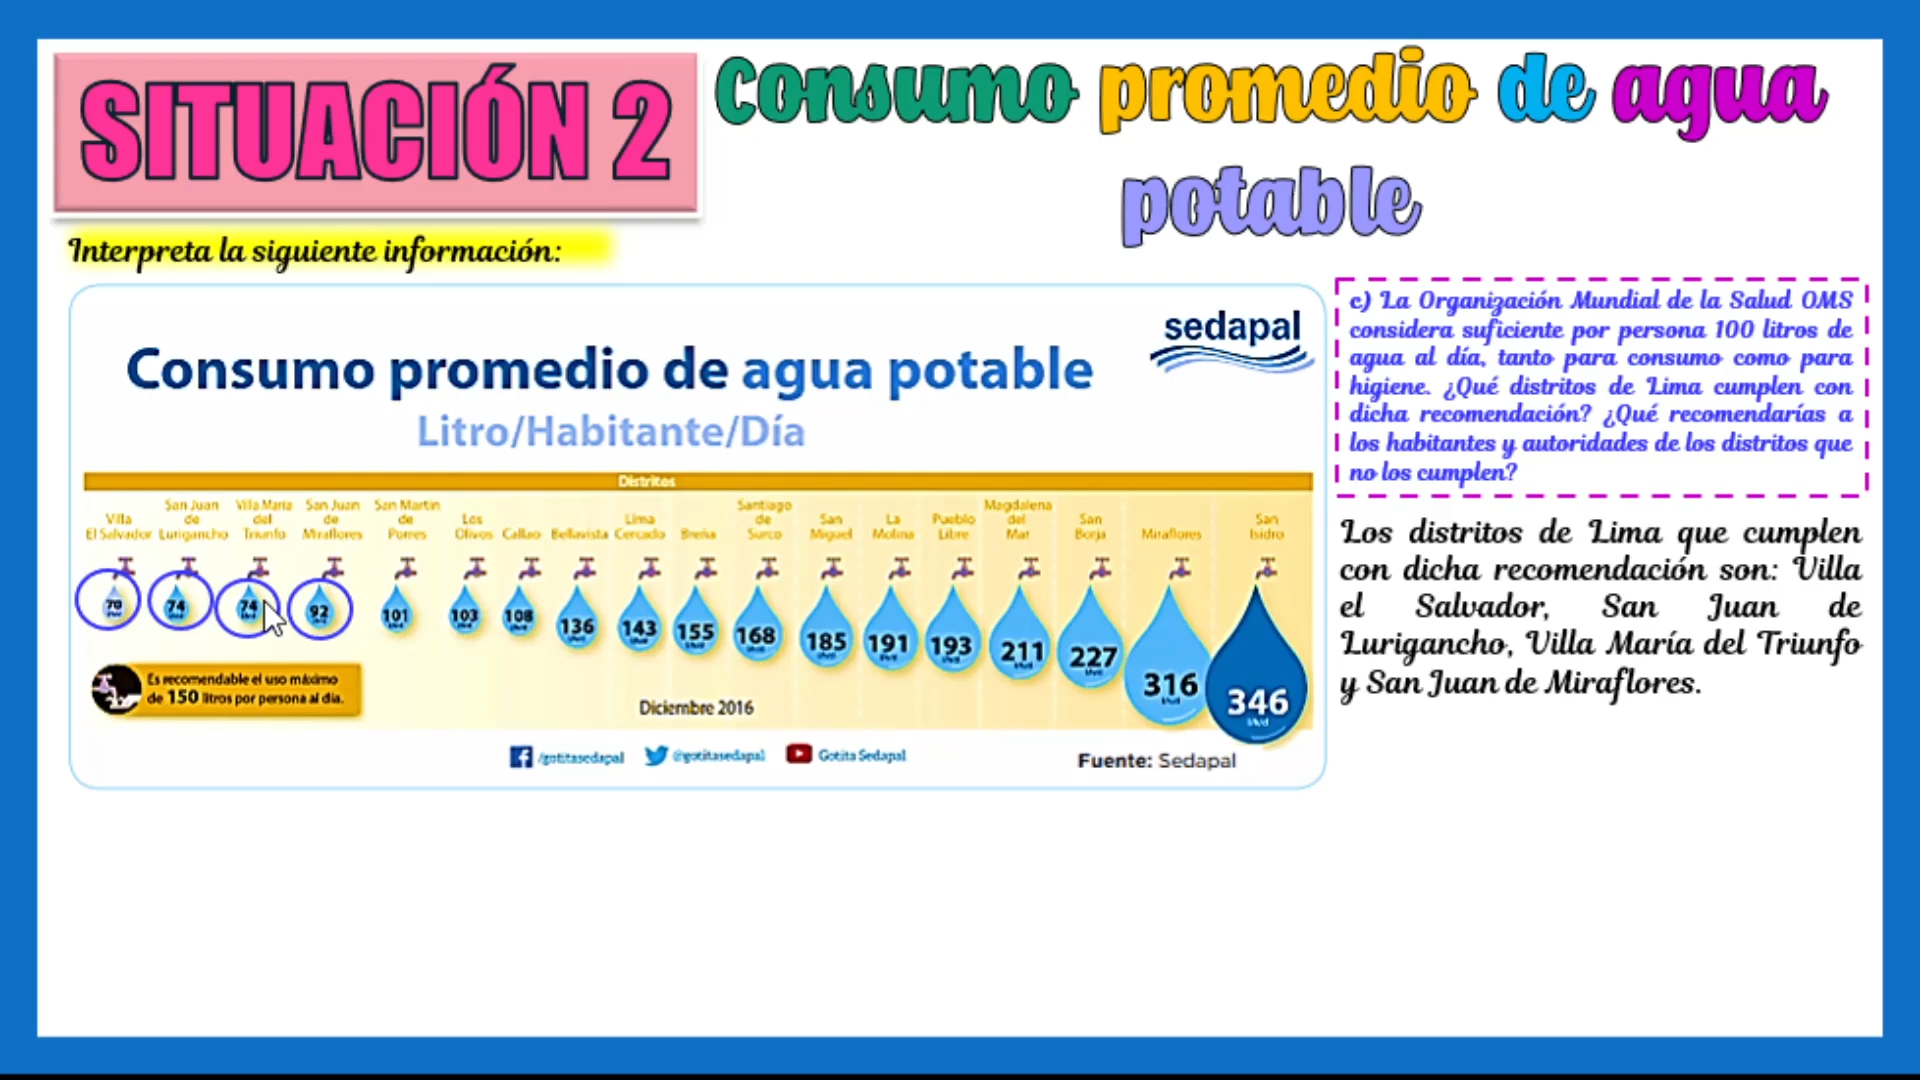 SITUACIÓN 2
Consumo promedio de agua
potable
Interpreta la siguiente información:
sedapal
Consumo promedio de agua potable
Litro/Habitante/Día
Distritos
Villa El Salvador
San Juan de Lurigancho
Villa María del Triunfo
San Juan de Miraflores
San Martín de Porres
Los Olivos
Callao
Bellavista
Lima Cercado
Breña
Santiago de Surco
San Miguel
La Molina
Pueblo Libre
Magdalena del Mar
San Borja
Miraflores
San Isidro
70 74 74 92 101 103 108 136 143 155 168 185 191 193 211 227 316 346
Es recomendable el uso máximo
de 150 litros por persona al día.
Diciembre 2016
/gotitasedapal @gotitasedapal Gotita Sedapal
Fuente: Sedapal
c) La Organización Mundial de la Salud OMS
considera suficiente por persona 100 litros de
agua al día, tanto para consumo como para
higiene. ¿Qué distritos de Lima cumplen con
dicha recomendación? ¿Qué recomendarías a
los habitantes y autoridades de los distritos que
no los cumplen?
Los distritos de Lima que cumplen
con dicha recomendación son: Villa
el Salvador, San Juan de
Lurigancho, Villa María del Triunfo
y San Juan de Miraflores.